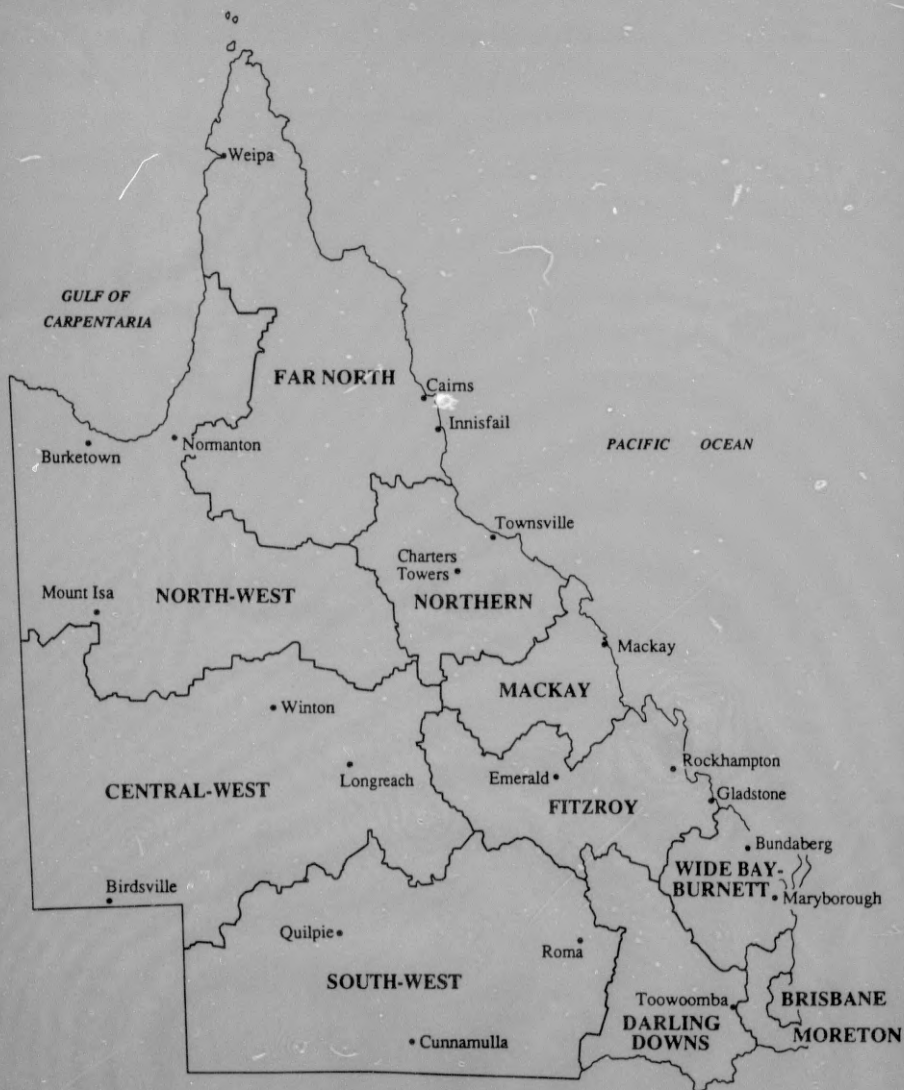 Weipa
GULF OF
CARPENTARIA
FAR NORTH
Cairns
Innisfail
Burketown
Normanton
PACIFIC OCEAN
Townsville
Charters
Towers
Mount Isa
NORTH-WEST
NORTHERN
Mackay
MACKAY
Winton
Longreach
Emerald
Rockhampton
CENTRAL-WEST
FITZROY
Gladstone
Bundaberg
WIDE BAY-
BURNETT
Maryborough
Birdsville
Quilpie
Roma
SOUTH-WEST
Toowoomba
BRISBANE
DARLING
DOWNS
MORETON
Cunnamulla